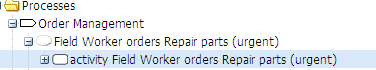 Processes
Order Management
Field Worker orders Repair parts (urgent)
activity Field Worker orders Repair parts (urgent)